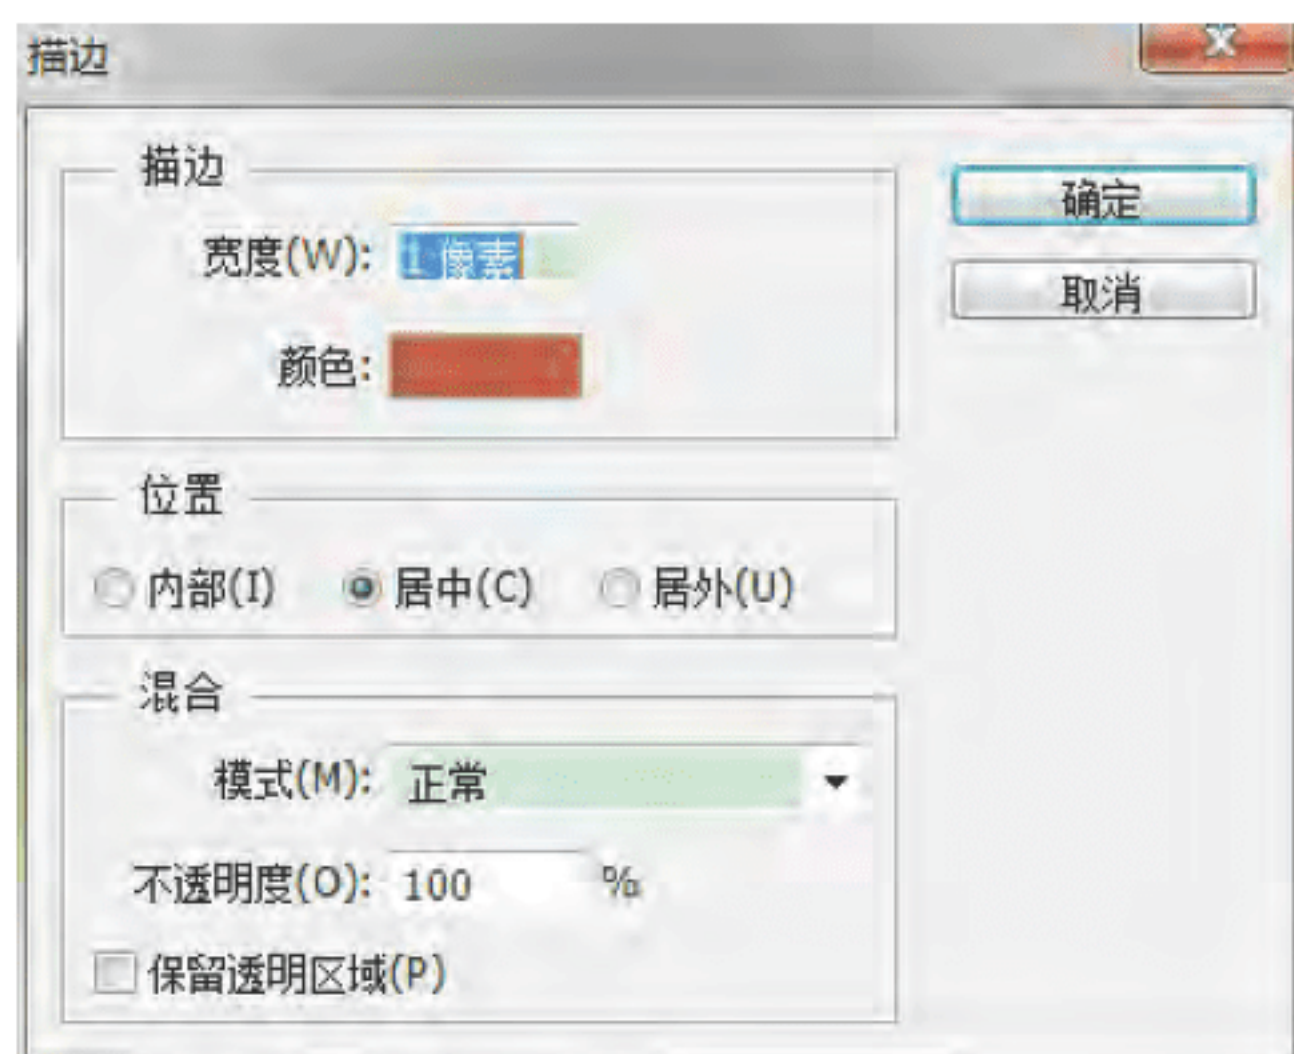 描边
描边
确定
宽度(W): 1 像素
取消
颜色:
位置
内部(I) 居中(C) 居外(U)
混合
模式(M): 正常
不透明度(O): 100 %
保留透明区域(P)